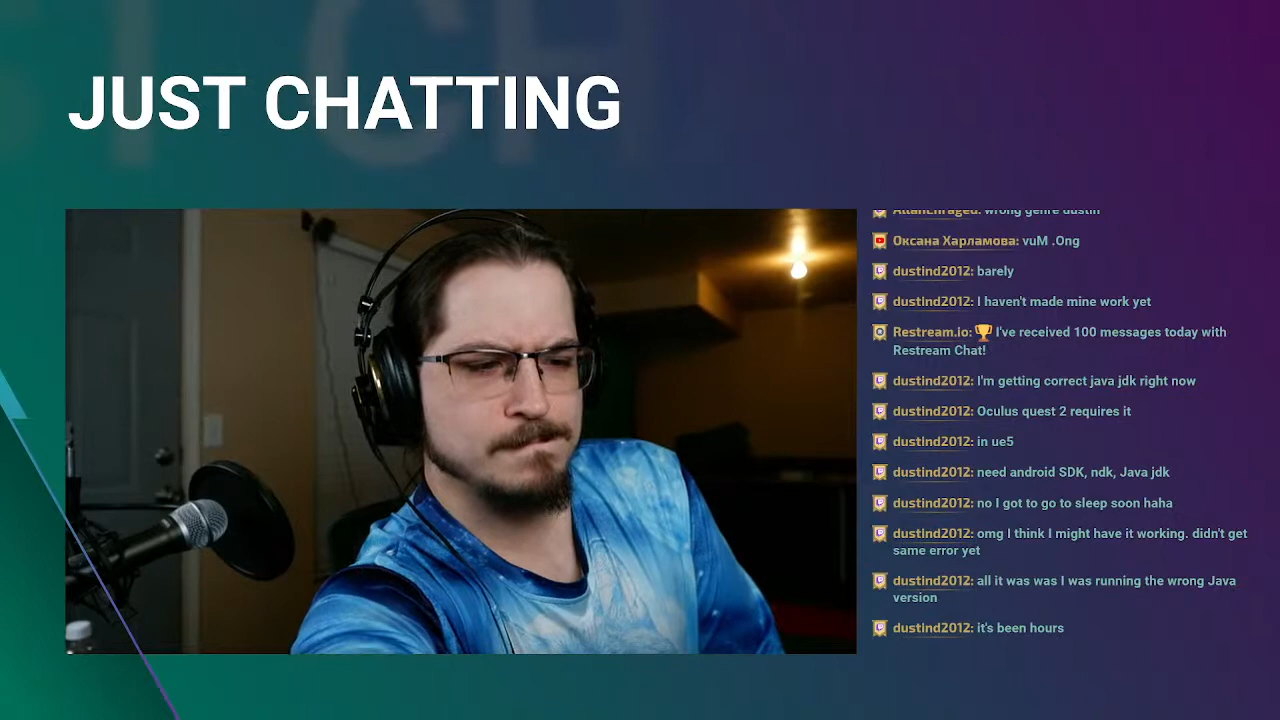 JUST CHATTING
AllanEnraged: wrong genre dustin
Оксана Харламова: vuM .Ong
dustind2012: barely
dustind2012: I haven't made mine work yet
Restream.io: 🏆 I've received 100 messages today with
Restream Chat!
dustind2012: I'm getting correct java jdk right now
dustind2012: Oculus quest 2 requires it
dustind2012: in ue5
dustind2012: need android SDK, ndk, Java jdk
dustind2012: no I got to go to sleep soon haha
dustind2012: omg I think I might have it working. didn't get
same error yet
dustind2012: all it was was I was running the wrong Java
version
dustind2012: it's been hours